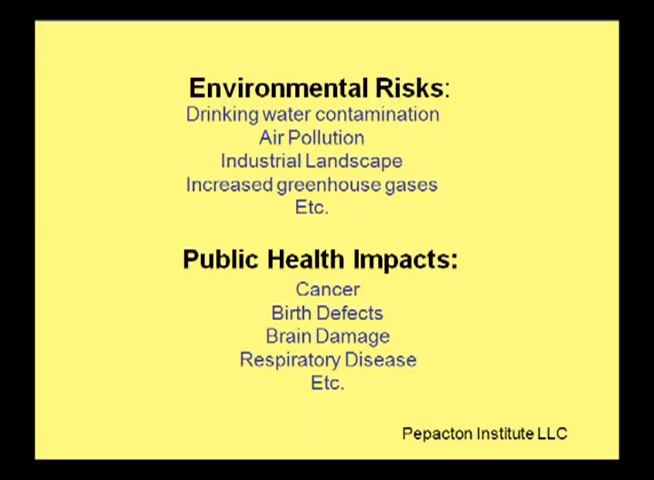 Environmental Risks:
Drinking water contamination
Air Pollution
Industrial Landscape
Increased greenhouse gases
Etc.
Public Health Impacts:
Cancer
Birth Defects
Brain Damage
Respiratory Disease
Etc.
Pepacton Institute LLC